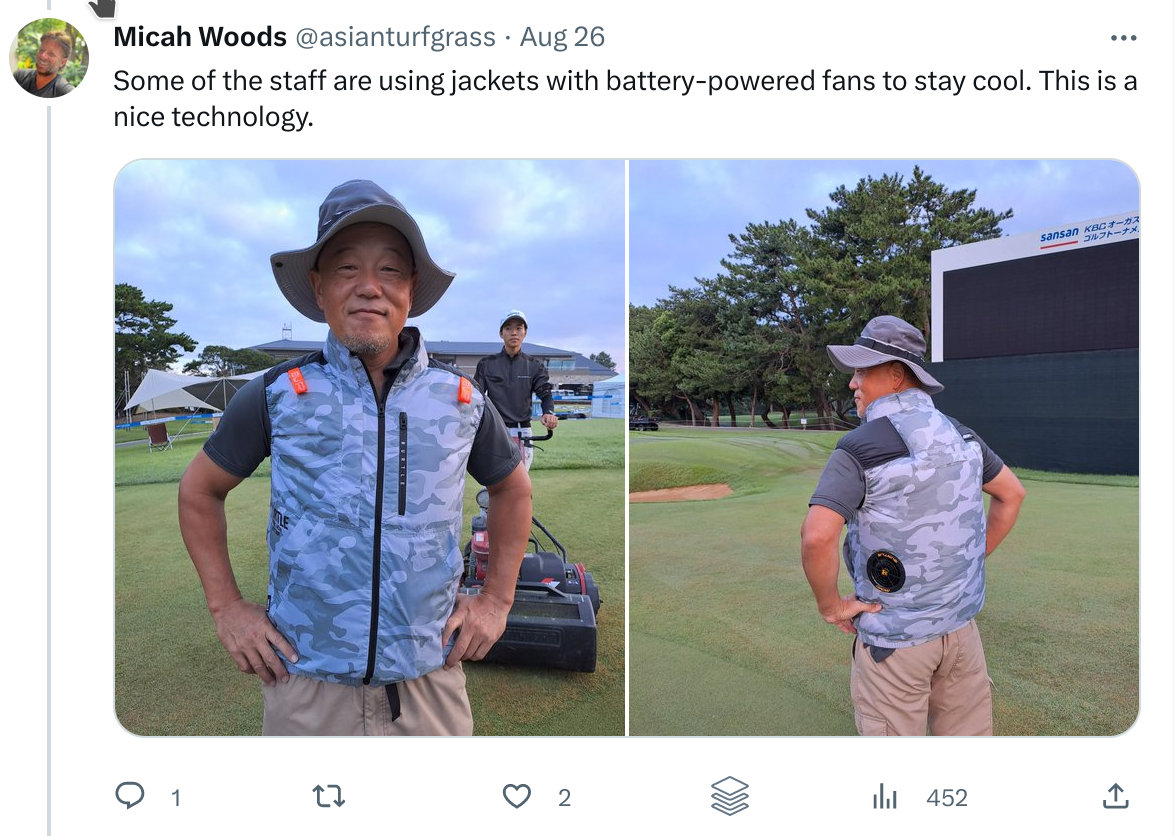 Micah Woods @asianturfgrass · Aug 26
Some of the staff are using jackets with battery-powered fans to stay cool. This is a
nice technology.
BURTLE
TLE
sansan KBCオーガス
ゴルフトーナメ
1
2
452